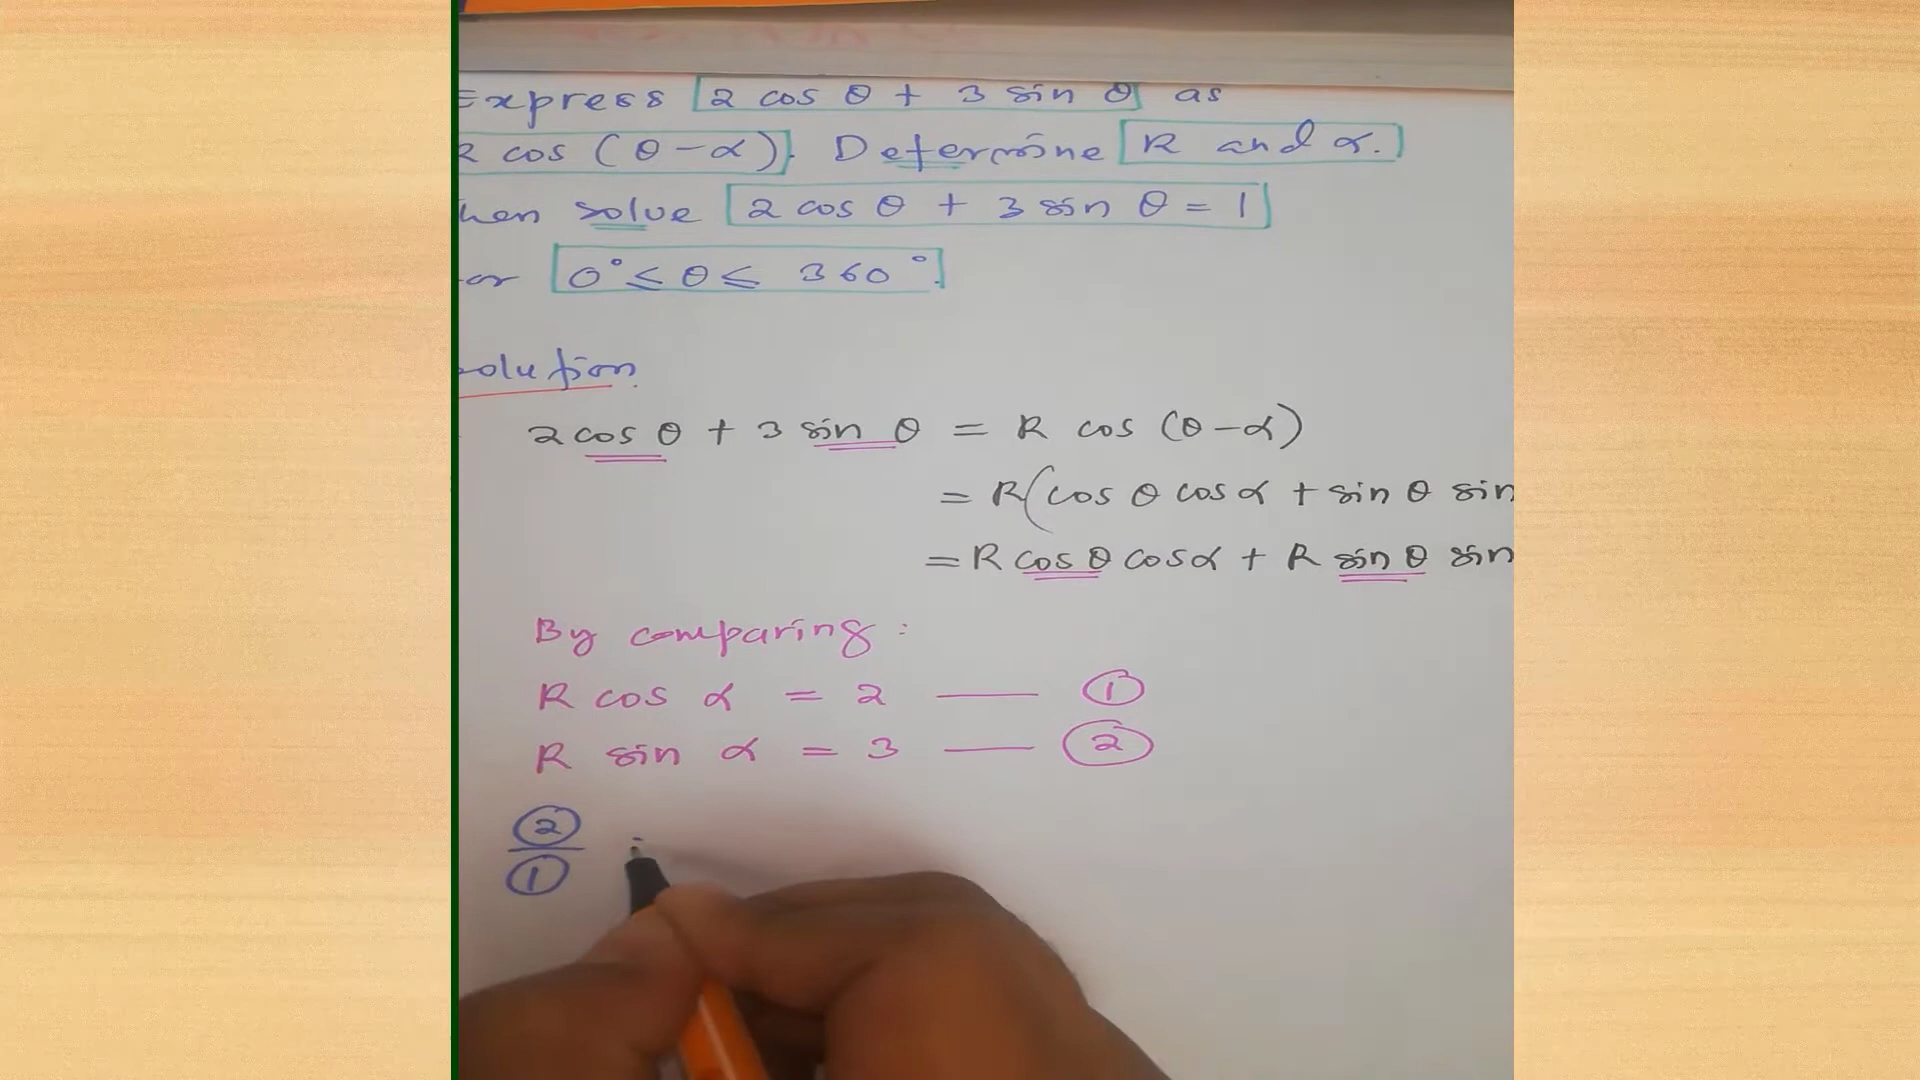 Express 2 cos θ + 3 sin θ as
R cos (θ - α). Determine R and α.
hen solve 2 cos θ + 3 sin θ = 1
or 0° ≤ θ ≤ 360°.
olution
2 cos θ + 3 sin θ = R cos (θ - α)
= R(cos θ cos α + sin θ sin
= R cos θ cos α + R sin θ sin
By comparing :
R cos α = 2 — ①
R sin α = 3 — ②
②
①